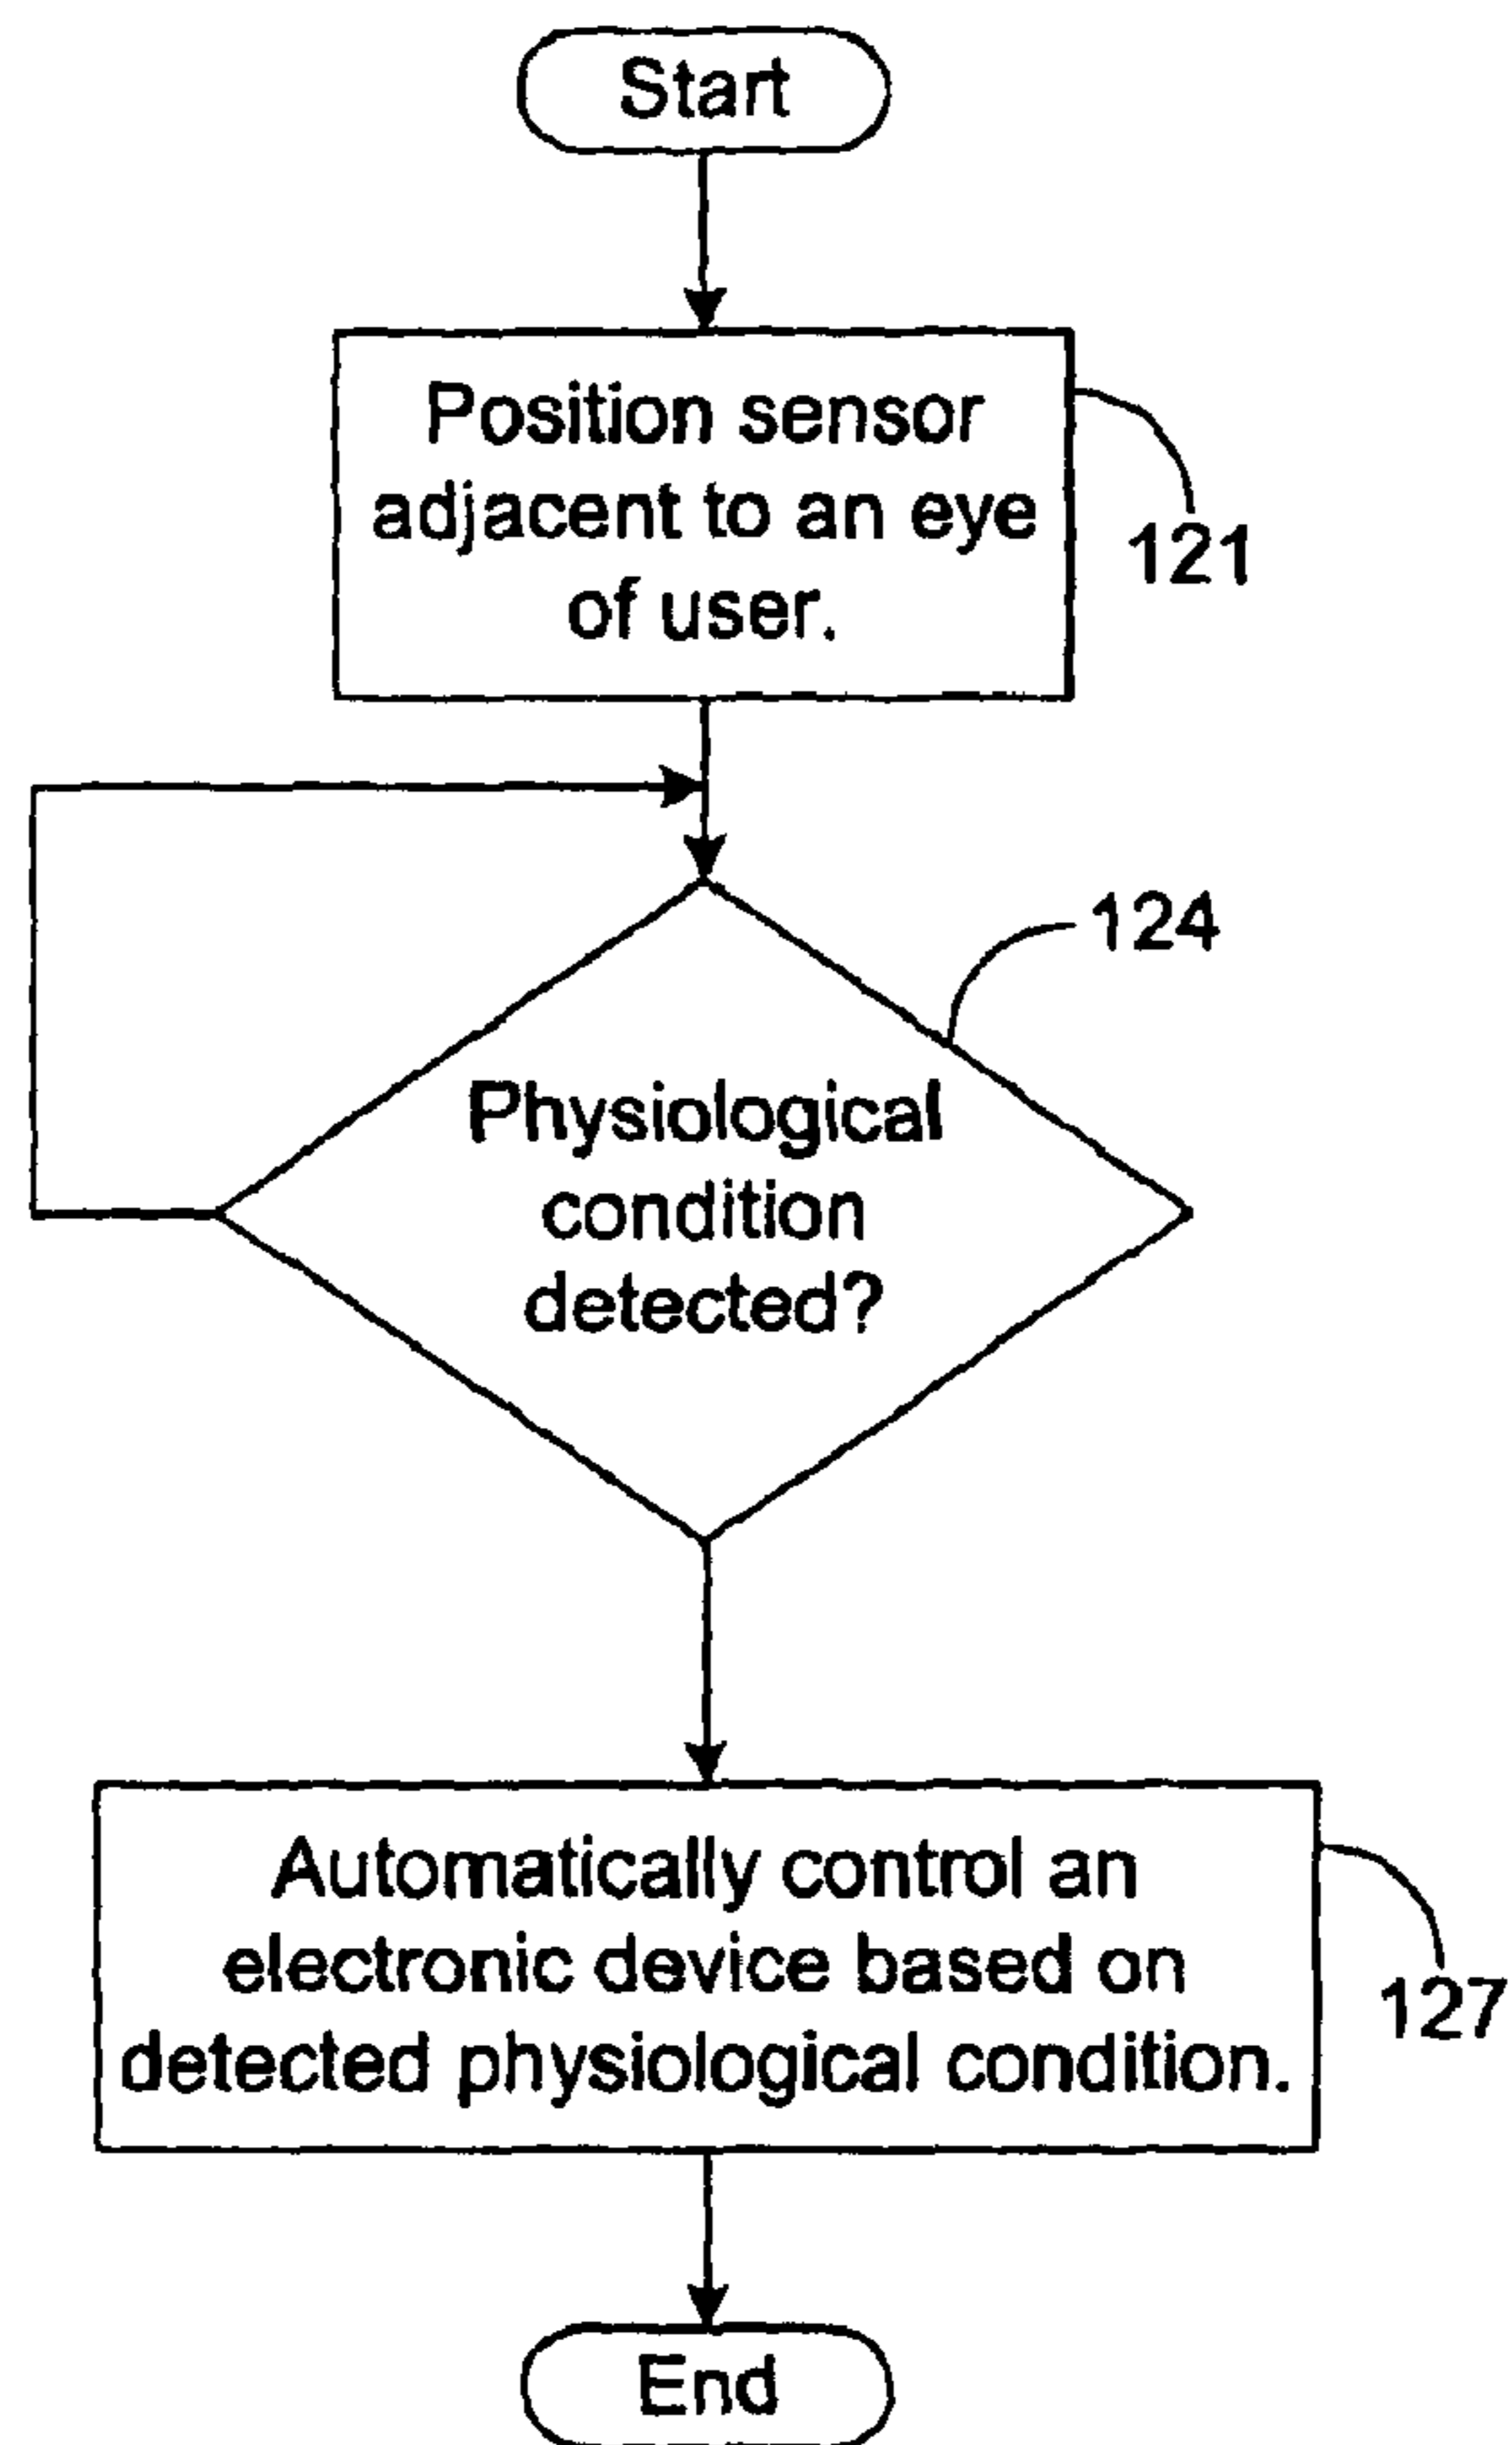 Start
Position sensor
adjacent to an eye
of user.
121
124
Physiological
condition
detected?
Automatically control an
electronic device based on
detected physiological condition.
127
End